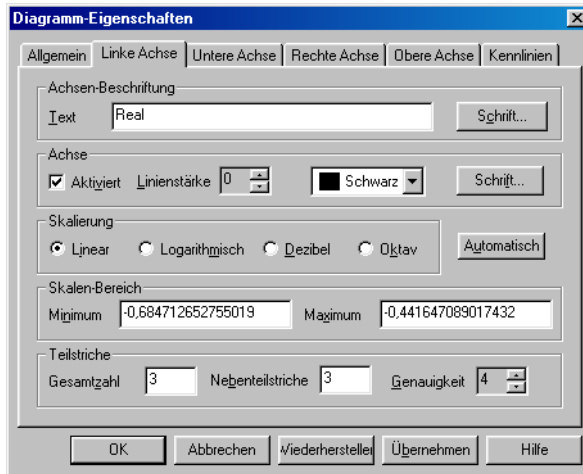 Diagramm-Eigenschaften
Allgemein Linke Achse Untere Achse Rechte Achse Obere Achse Kennlinien
Achsen-Beschriftung
Text Real Schrift...
Achse
Aktiviert Linienstärke 0 Schwarz Schrift...
Skalierung
Linear Logarithmisch Dezibel Oktav Automatisch
Skalen-Bereich
Minimum -0,684712652755019 Maximum -0,441647089017432
Teilstriche
Gesamtzahl 3 Nebenteilstriche 3 Genauigkeit 4
OK Abbrechen Wiederhersteller Übernehmen Hilfe